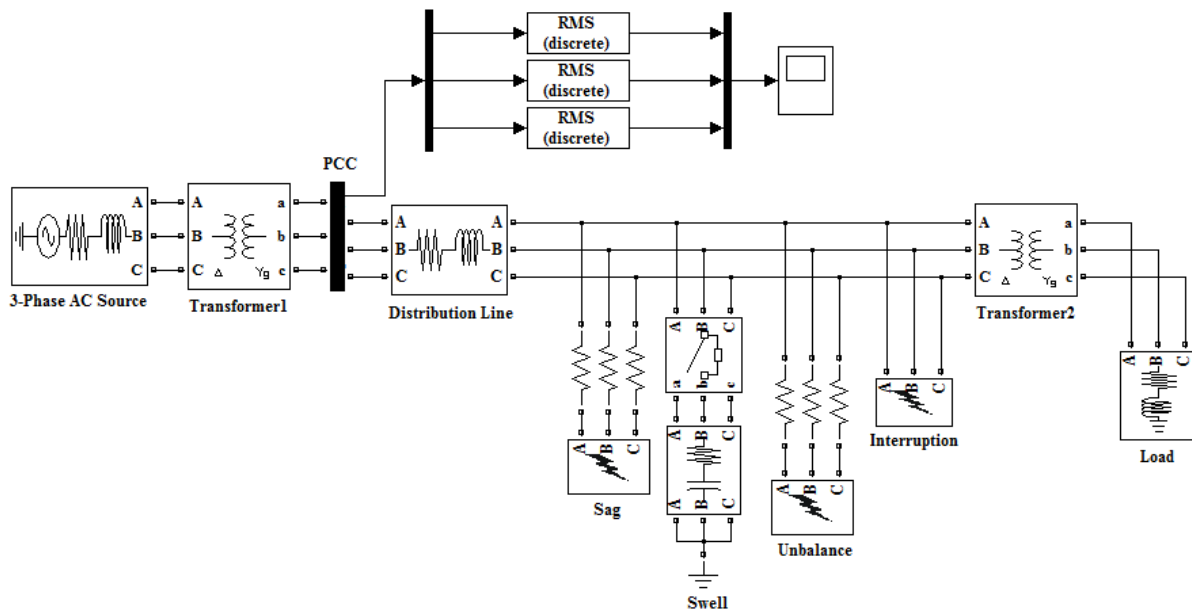 RMS
(discrete)
RMS
(discrete)
RMS
(discrete)
PCC
A
B
C
3-Phase AC Source
A
B
C
Δ
Yg
a
b
c
Transformer1
A
B
C
A
B
C
Distribution Line
A
B
C
Δ
Yg
a
b
c
Transformer2
A B C
a b c
A B C
A B C
Swell
A B C
Sag
A B C
Unbalance
A B C
Interruption
A B C
Load